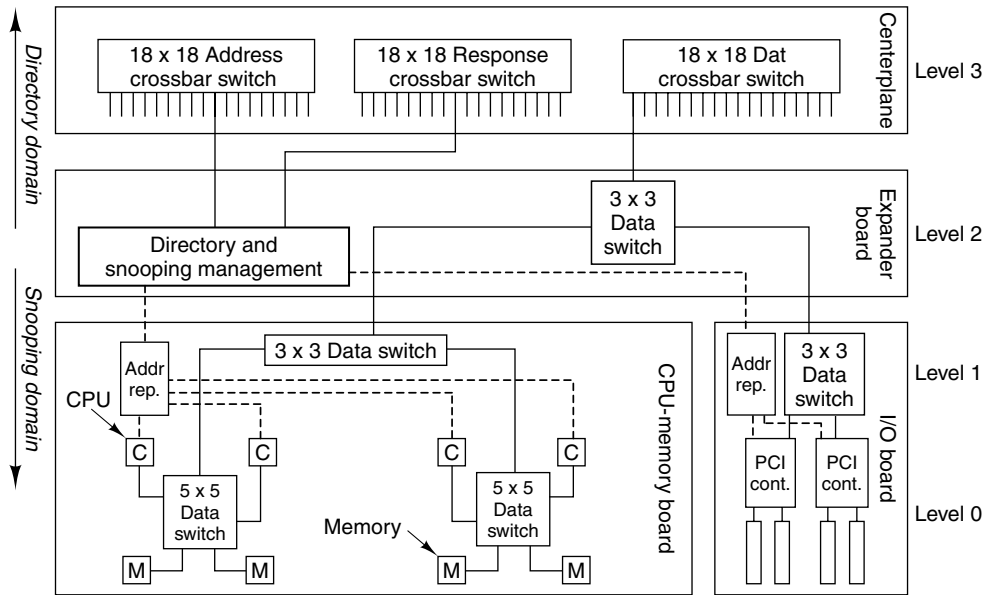 18 x 18 Address
crossbar switch
18 x 18 Response
crossbar switch
18 x 18 Dat
crossbar switch
Centerplane
Level 3
Directory domain
3 x 3
Data
switch
Directory and
snooping management
Expander
board
Level 2
Snooping domain
3 x 3 Data switch
Addr
rep.
CPU
C
C
C
C
5 x 5
Data
switch
5 x 5
Data
switch
Memory
M
M
M
M
CPU-memory board
Addr
rep.
3 x 3
Data
switch
Level 1
PCI
cont.
PCI
cont.
I/O board
Level 0